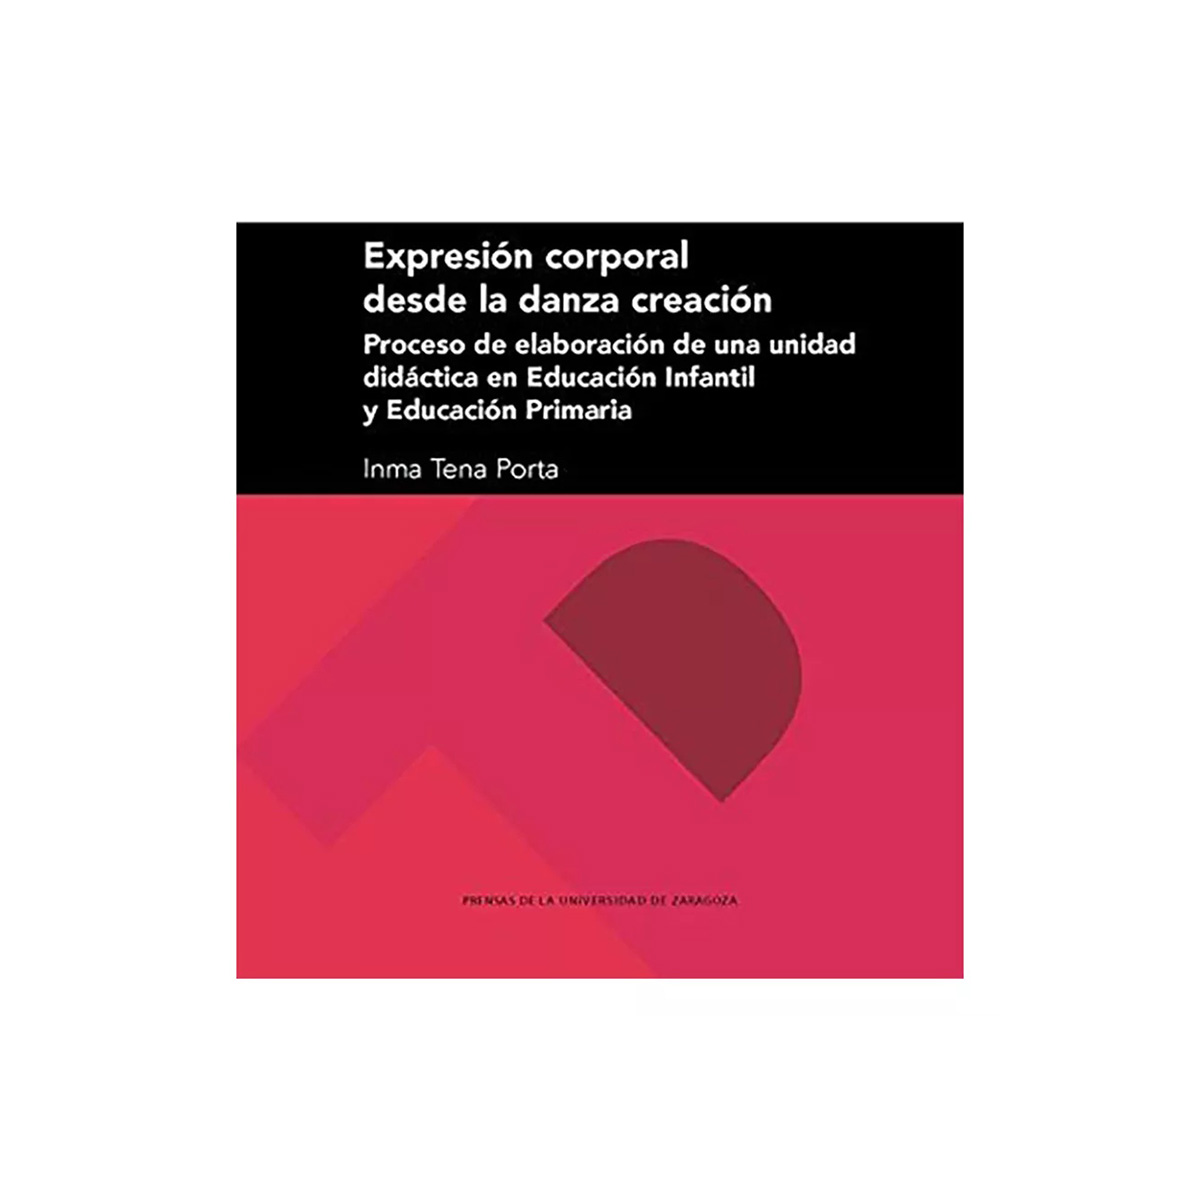 Expresión corporal
desde la danza creación
Proceso de elaboración de una unidad
didáctica en Educación Infantil
y Educación Primaria
Inma Tena Porta
PRENSAS DE LA UNIVERSIDAD DE ZARAGOZA